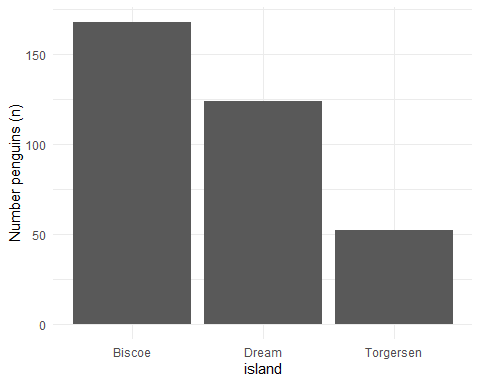 Number penguins (n)
150
100
50
0
Biscoe
Dream
Torgersen
island